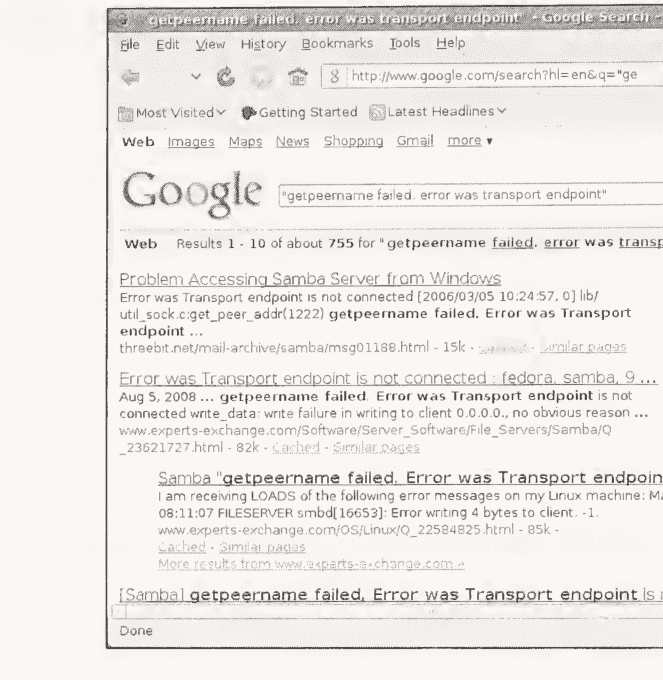 "getpeername failed. error was transport endpoint" - Google Search -
File Edit View History Bookmarks Tools Help
http://www.google.com/search?hl=en&q="ge
Most Visited Getting Started Latest Headlines
Web Images Maps News Shopping Gmail more ▼
Google "getpeername failed. error was transport endpoint"
Web Results 1 - 10 of about 755 for "getpeername failed. error was transp
Problem Accessing Samba Server from Windows
Error was Transport endpoint is not connected [2006/03/05 10:24:57, 0] lib/
util_sock.c:get_peer_addr(1222) getpeername failed. Error was Transport
endpoint ...
threebit.net/mail-archive/samba/msg01188.html - 15k - Similar pages
Error was Transport endpoint is not connected : fedora, samba, 9 ...
Aug 5, 2008 ... getpeername failed. Error was Transport endpoint is not
connected write_data: write failure in writing to client 0.0.0.0., no obvious reason ...
www.experts-exchange.com/Software/Server_Software/File_Servers/Samba/Q
_23621727.html - 82k - Cached - Similar pages
Samba "getpeername failed. Error was Transport endpoin
I am receiving LOADS of the following error messages on my Linux machine: Ma
08:11:07 FILESERVER smbd[16653]: Error writing 4 bytes to client. -1.
www.experts-exchange.com/OS/Linux/Q_22584825.html - 85k -
Cached - Similar pages
More results from www.experts-exchange.com »
[Samba] getpeername failed, Error was Transport endpoint is n
Done